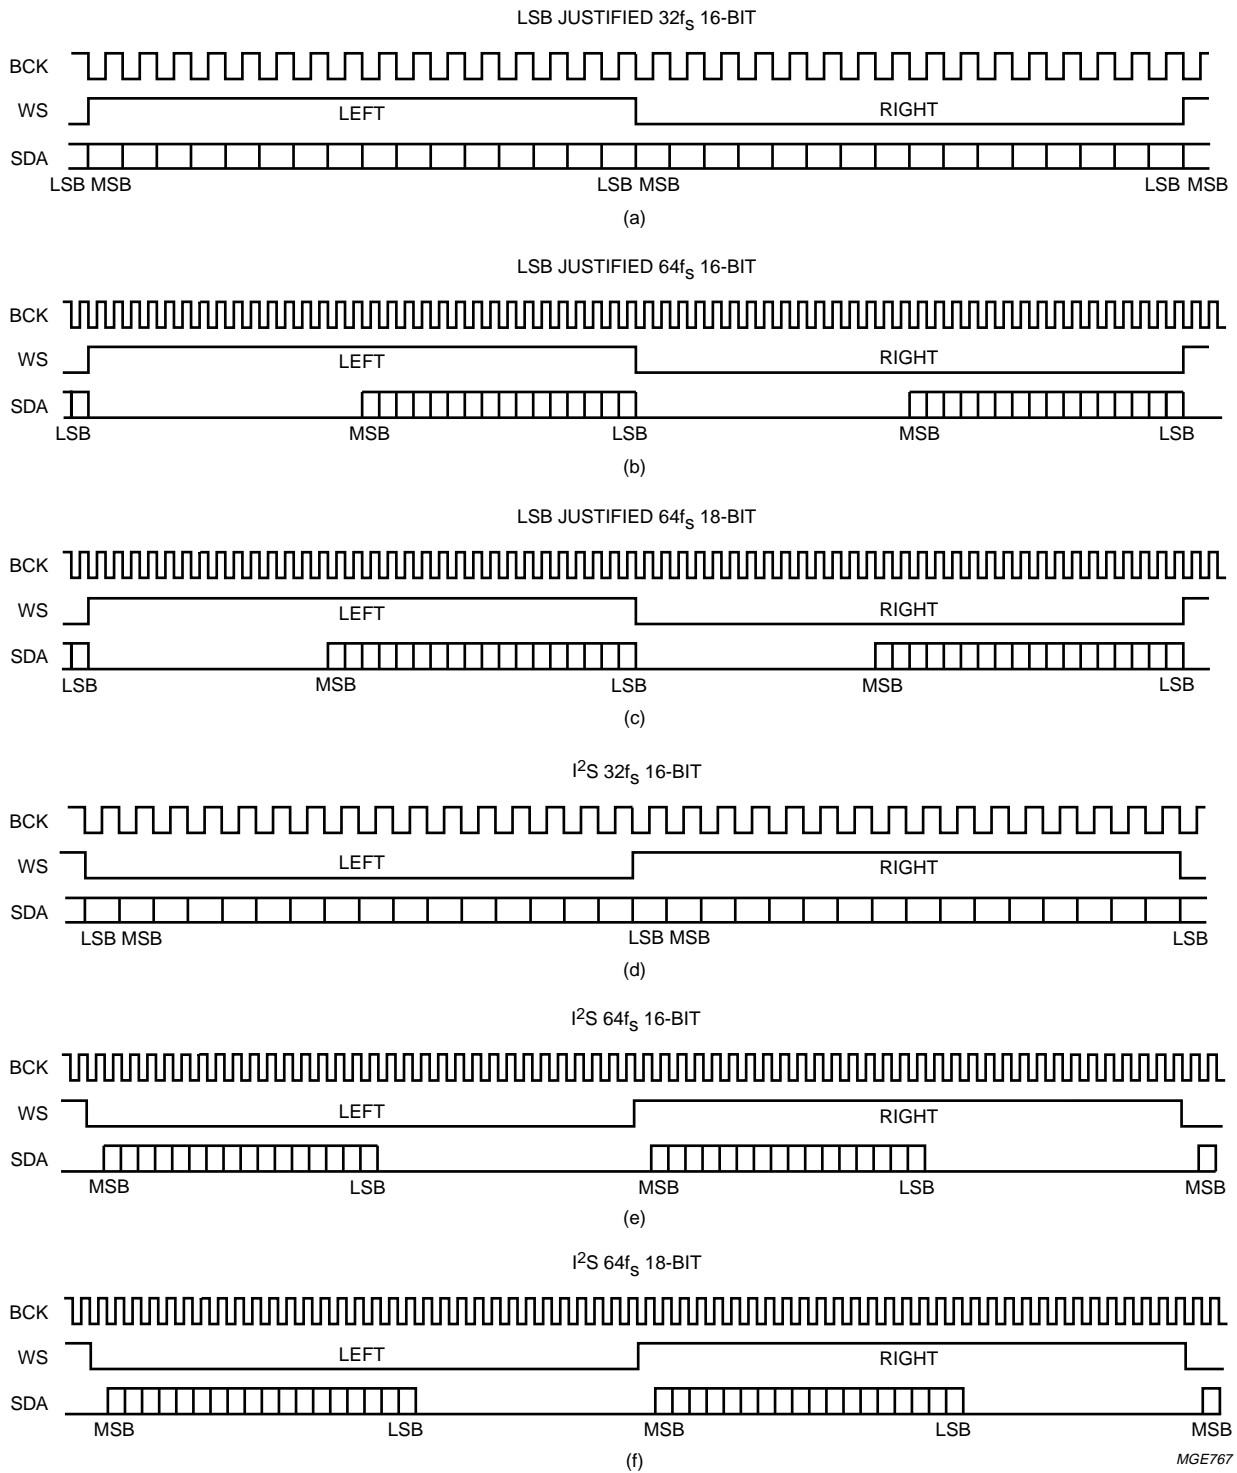 LSB JUSTIFIED 32fS 16-BIT
BCK
WS LEFT RIGHT
SDA
LSB MSB LSB MSB LSB MSB
(a)
LSB JUSTIFIED 64fS 16-BIT
BCK
WS LEFT RIGHT
SDA
LSB MSB LSB MSB LSB
(b)
LSB JUSTIFIED 64fS 18-BIT
BCK
WS LEFT RIGHT
SDA
LSB MSB LSB MSB LSB
(c)
I2S 32fS 16-BIT
BCK
WS LEFT RIGHT
SDA
LSB MSB LSB MSB LSB
(d)
I2S 64fS 16-BIT
BCK
WS LEFT RIGHT
SDA
MSB LSB MSB LSB MSB
(e)
I2S 64fS 18-BIT
BCK
WS LEFT RIGHT
SDA
MSB LSB MSB LSB MSB
(f)
MGE767